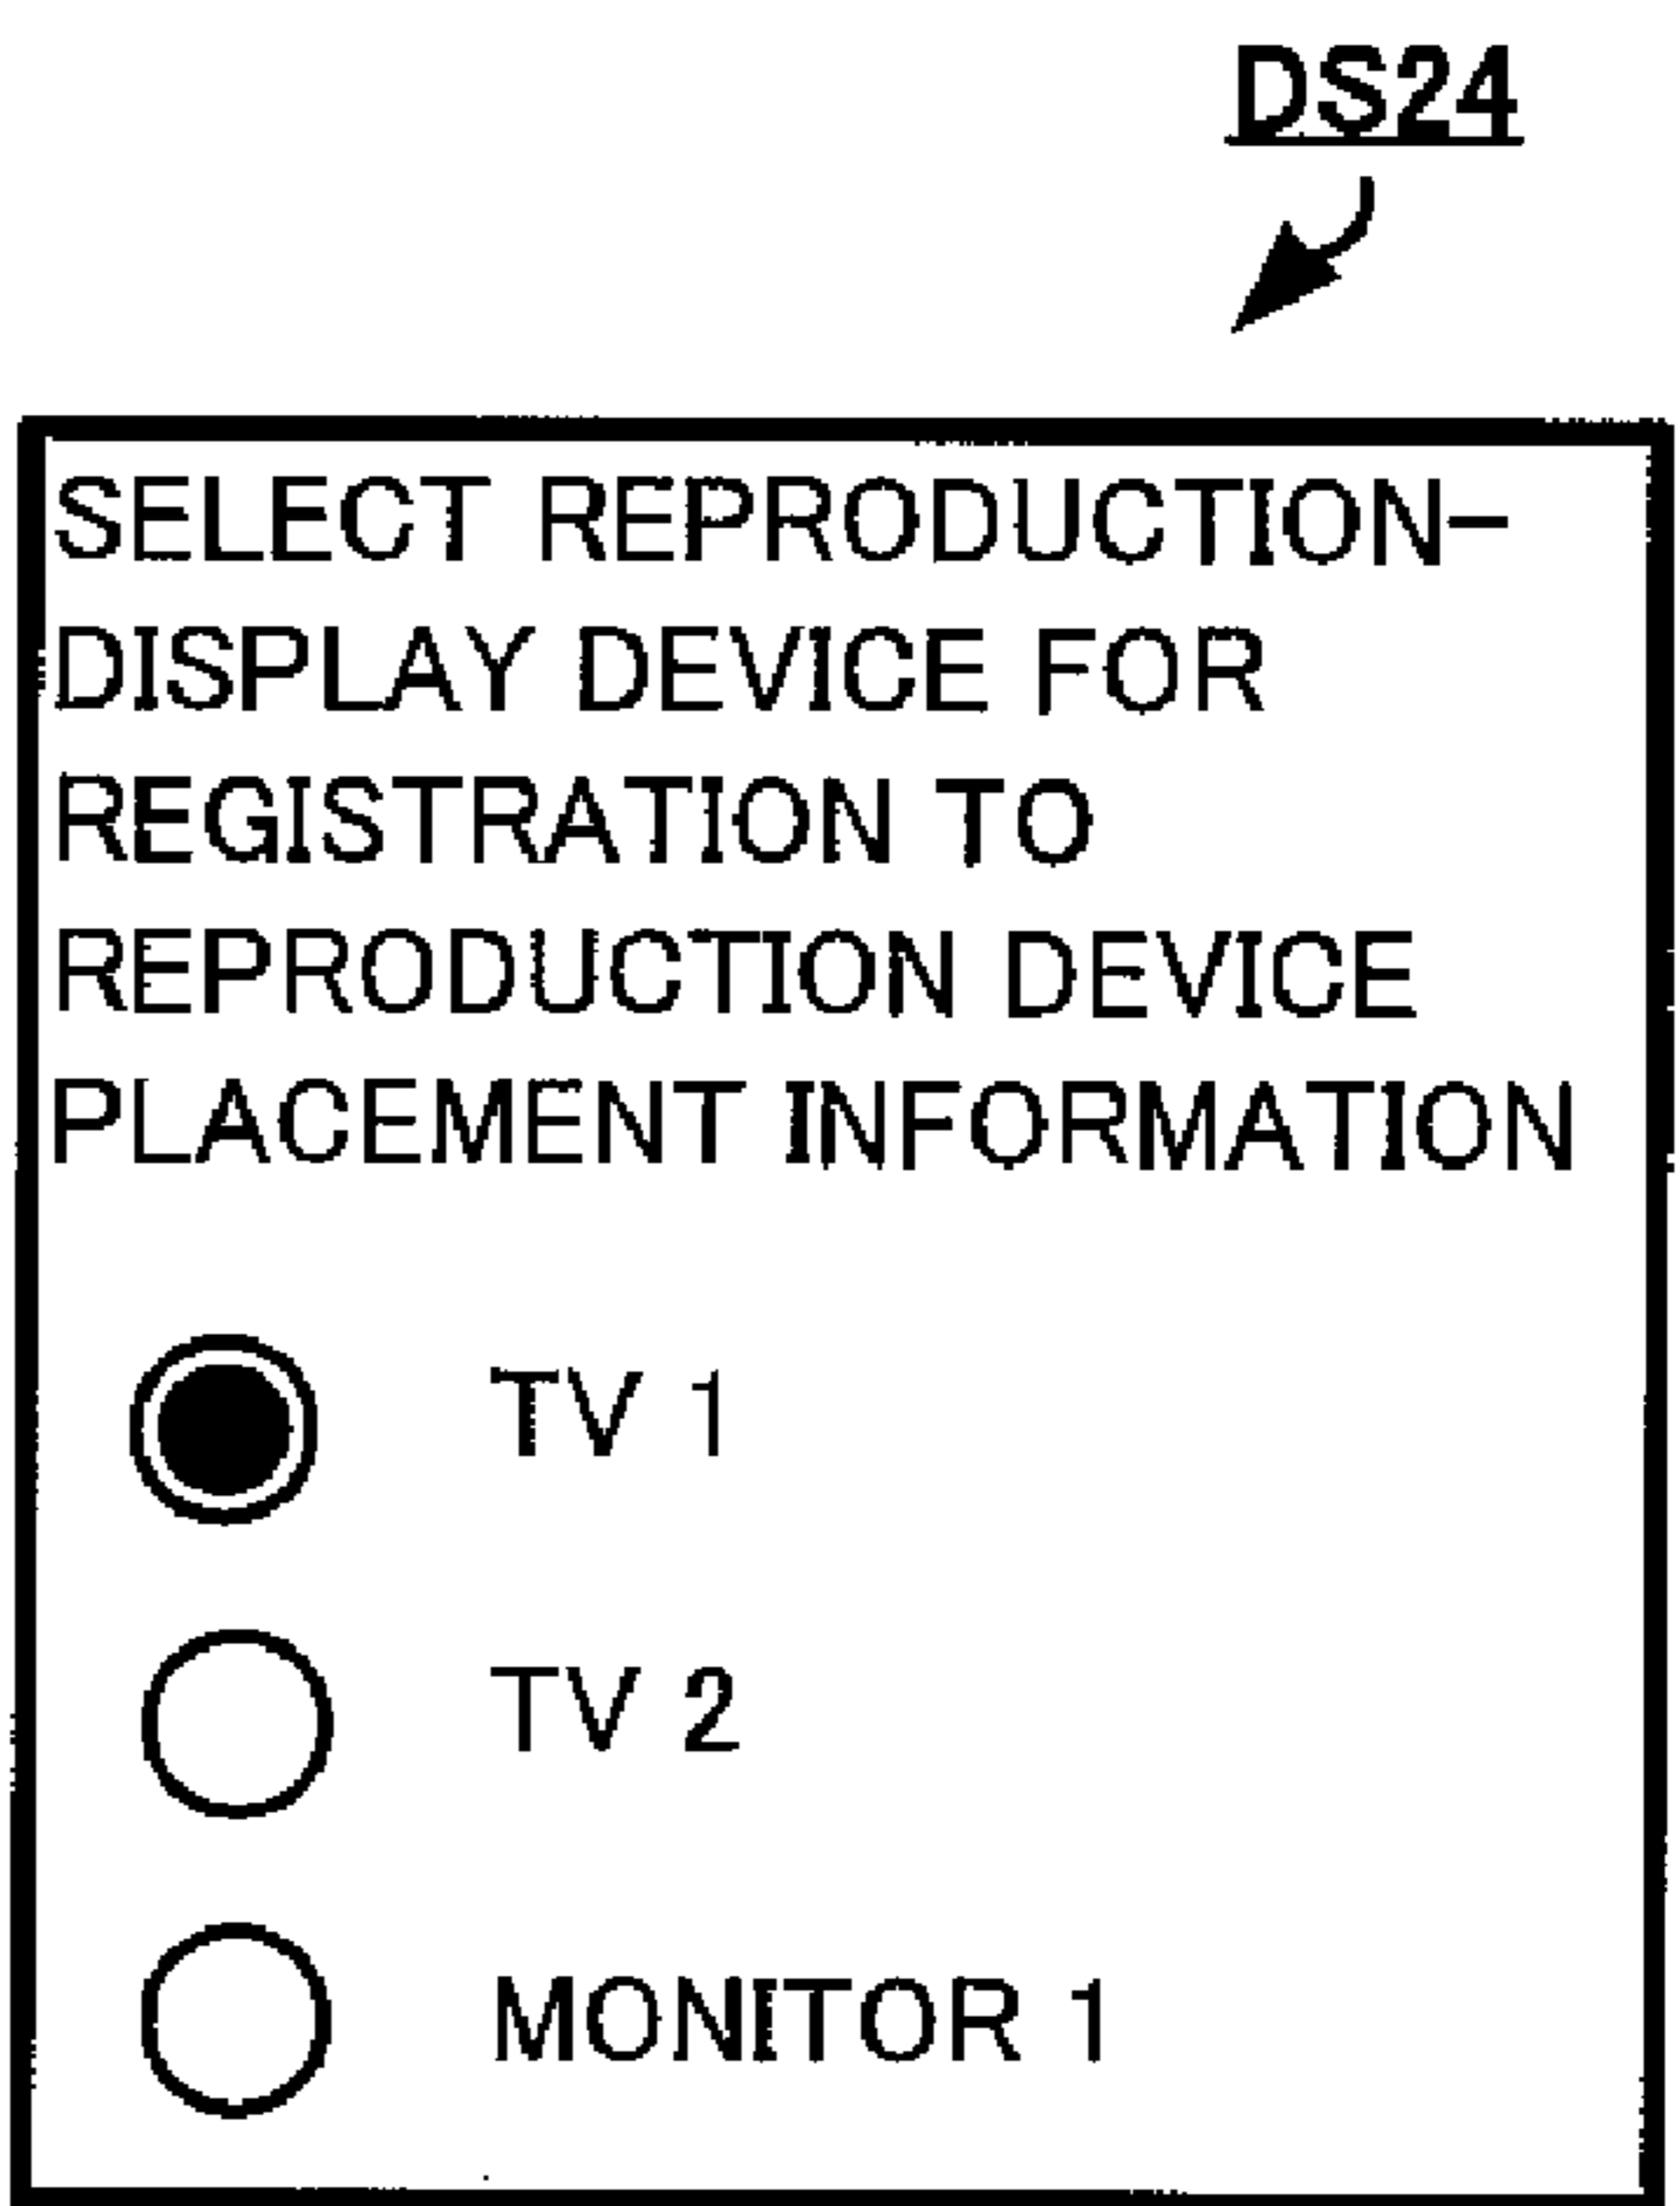 DS24
SELECT REPRODUCTION-
DISPLAY DEVICE FOR
REGISTRATION TO
REPRODUCTION DEVICE
PLACEMENT INFORMATION
TV 1
TV 2
MONITOR 1